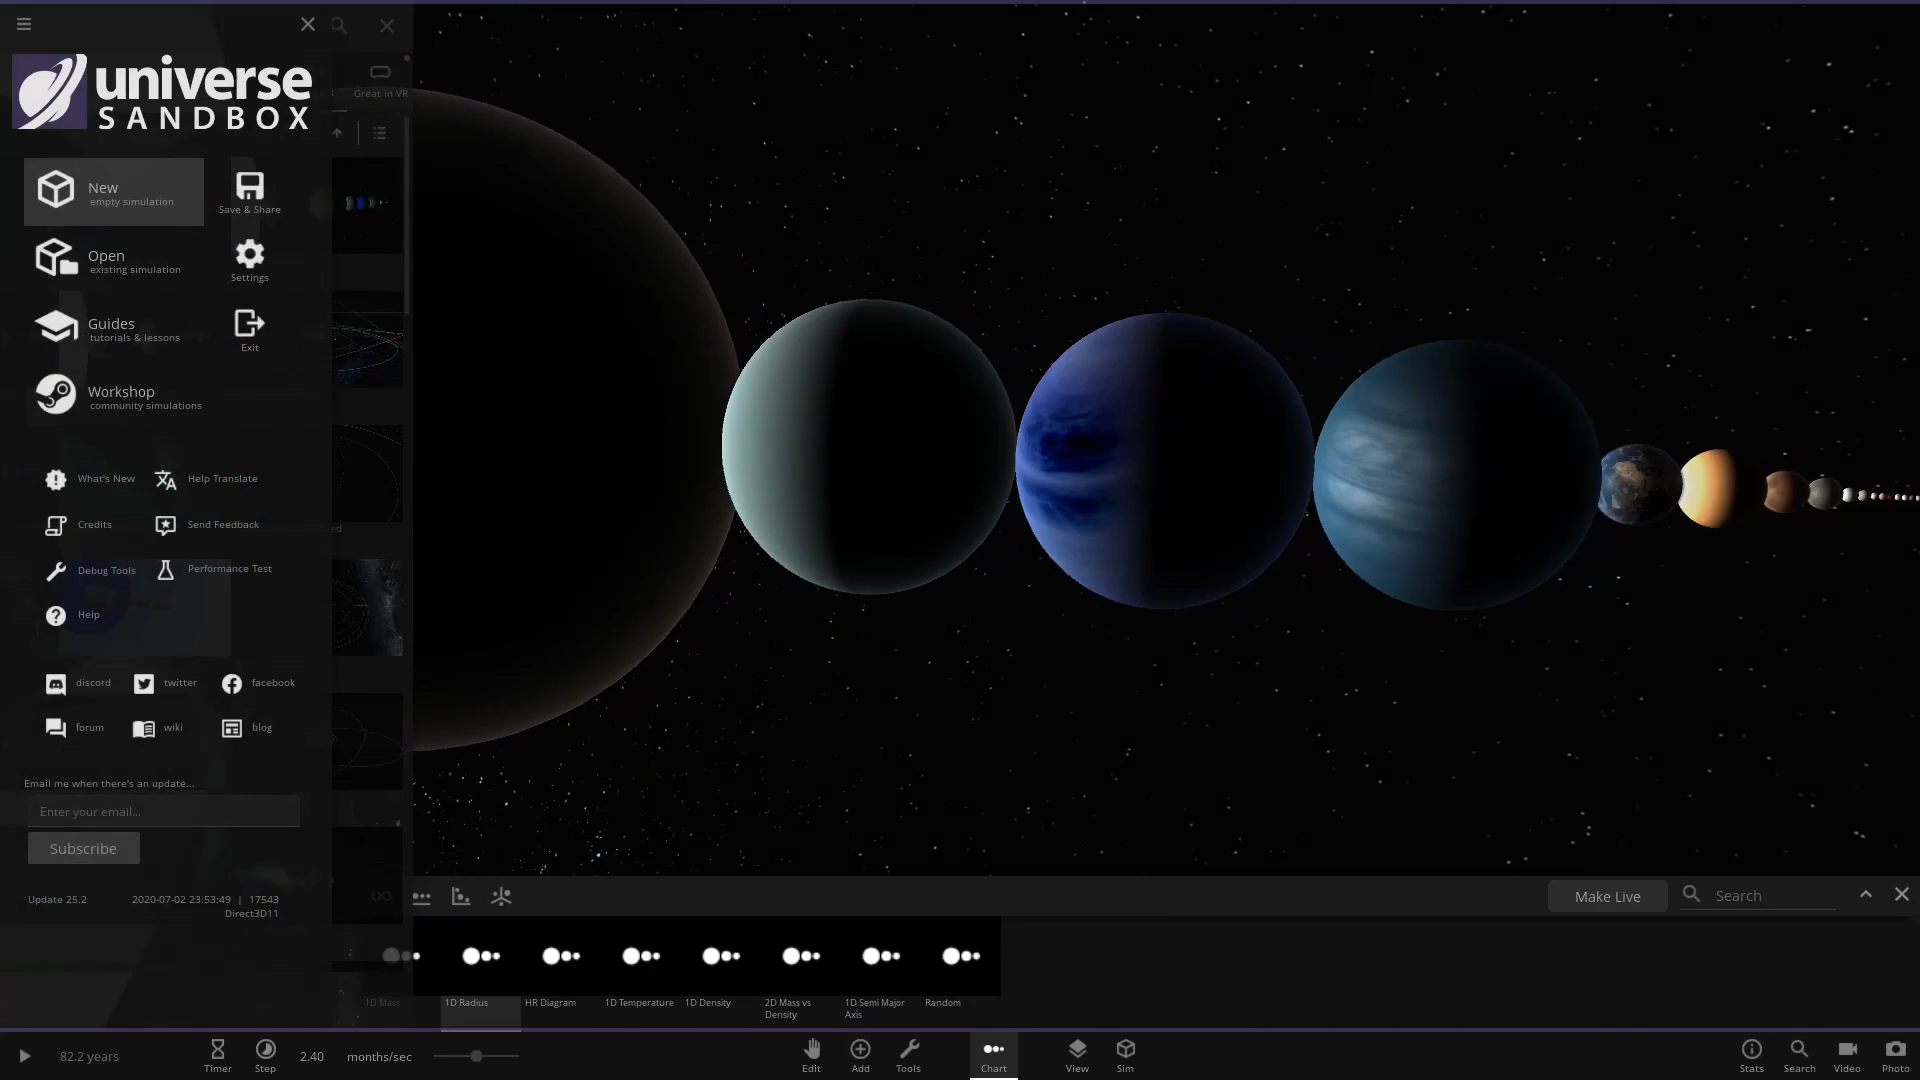 universe
SANDBOX
Great in VR
New
empty simulation
Save & Share
Open
existing simulation
Settings
Guides
tutorials & lessons
Exit
Workshop
community simulations
What's New
Help Translate
Credits
Send Feedback
Debug Tools
Performance Test
Help
discord
twitter
facebook
forum
wiki
blog
Email me when there's an update...
Enter your email...
Subscribe
Update 25.2
2020-07-02 23:53:49 | 17543
Direct3D11
Make Live
Search
1D Mass
1D Radius
HR Diagram
1D Temperature
1D Density
2D Mass vs
Density
1D Semi Major
Axis
Random
82.2 years
Timer
Step
2.40
months/sec
Edit
Add
Tools
Chart
View
Sim
Stats
Search
Video
Photo